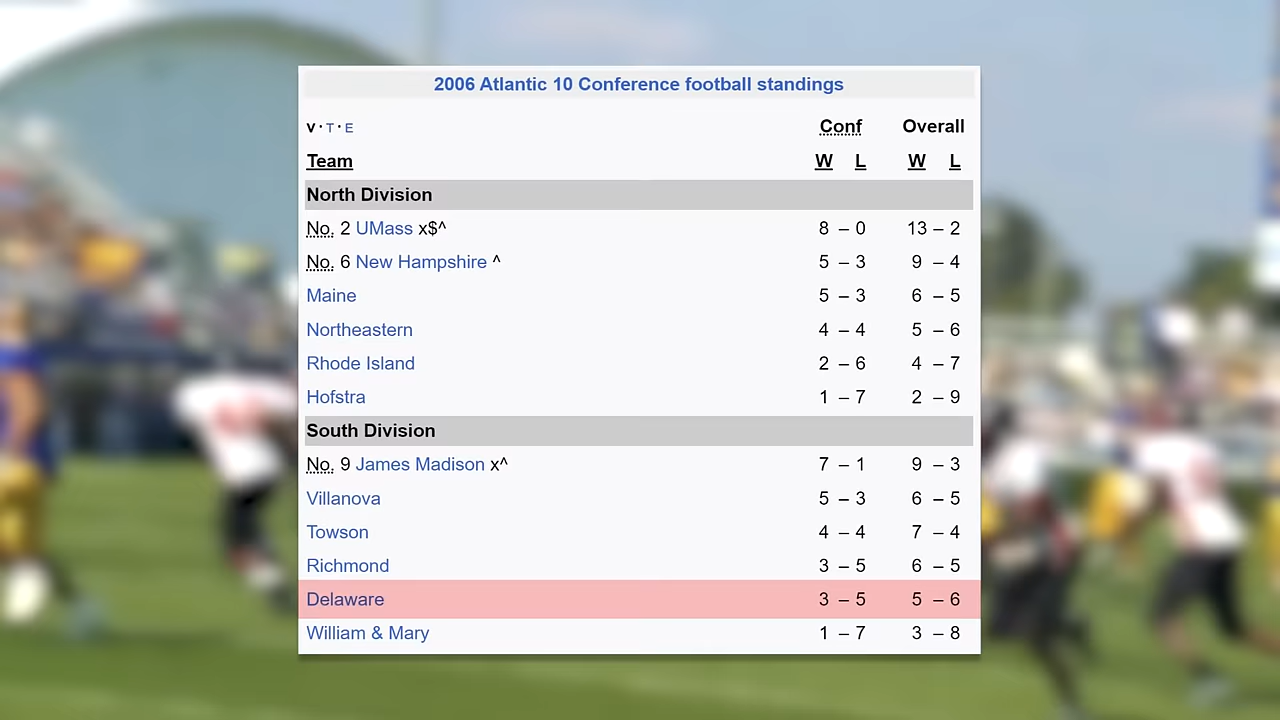 2006 Atlantic 10 Conference football standings
V · T · E Conf Overall
Team W L W L
North Division
No. 2 UMass x$^ 8 – 0 13 – 2
No. 6 New Hampshire ^ 5 – 3 9 – 4
Maine 5 – 3 6 – 5
Northeastern 4 – 4 5 – 6
Rhode Island 2 – 6 4 – 7
Hofstra 1 – 7 2 – 9
South Division
No. 9 James Madison x^ 7 – 1 9 – 3
Villanova 5 – 3 6 – 5
Towson 4 – 4 7 – 4
Richmond 3 – 5 6 – 5
Delaware 3 – 5 5 – 6
William & Mary 1 – 7 3 – 8